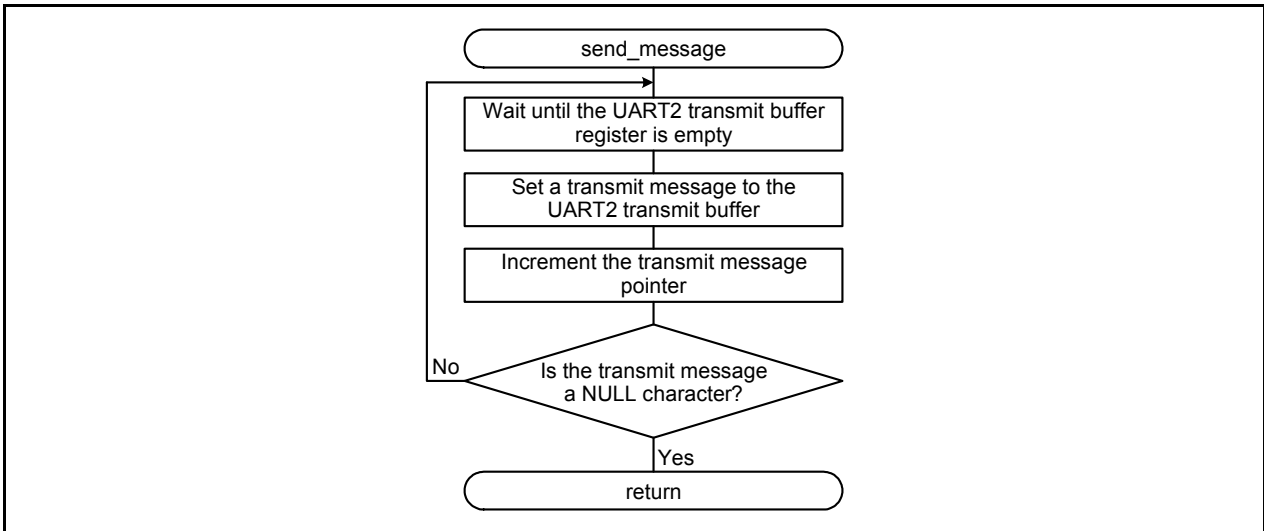 send_message
Wait until the UART2 transmit buffer
register is empty
Set a transmit message to the
UART2 transmit buffer
Increment the transmit message
pointer
Is the transmit message
a NULL character?
No
Yes
return